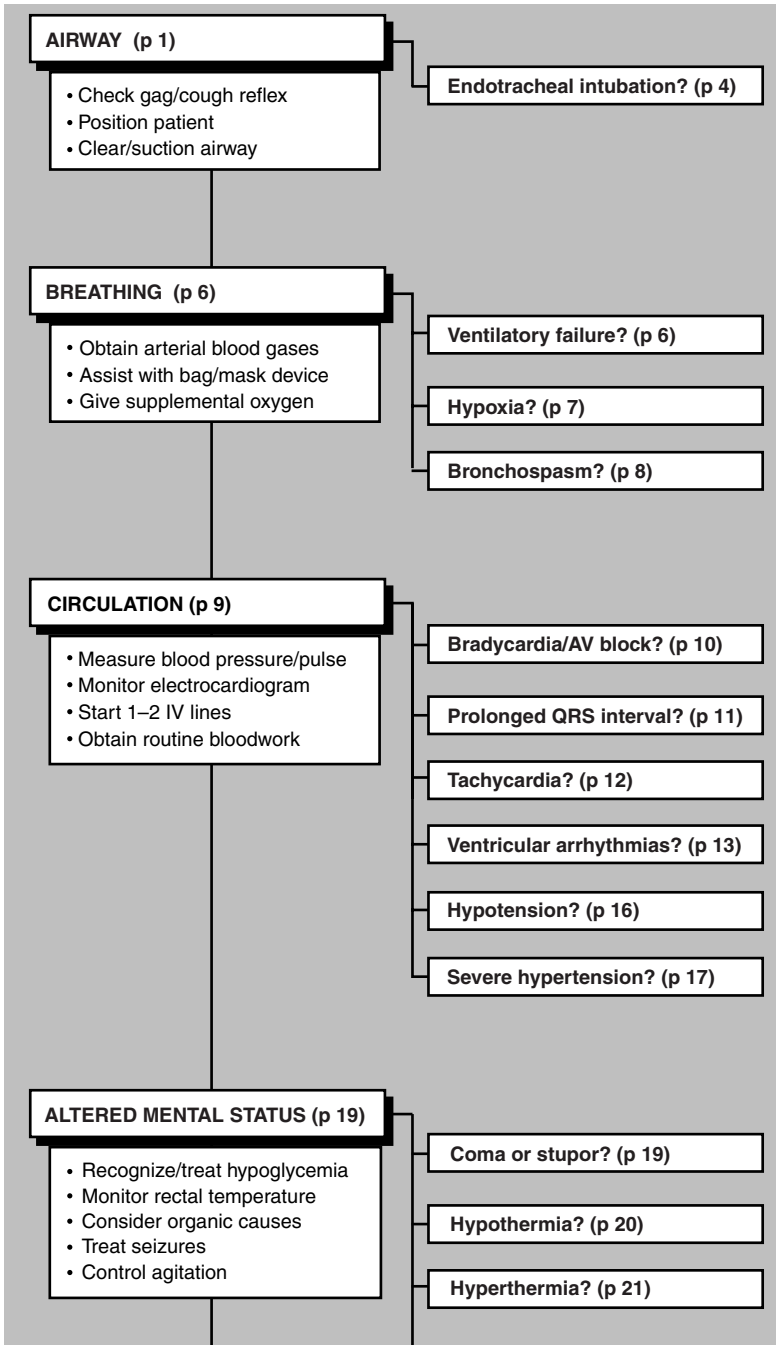 AIRWAY (p 1)
• Check gag/cough reflex
• Position patient
• Clear/suction airway
Endotracheal intubation? (p 4)
BREATHING (p 6)
• Obtain arterial blood gases
• Assist with bag/mask device
• Give supplemental oxygen
Ventilatory failure? (p 6)
Hypoxia? (p 7)
Bronchospasm? (p 8)
CIRCULATION (p 9)
• Measure blood pressure/pulse
• Monitor electrocardiogram
• Start 1–2 IV lines
• Obtain routine bloodwork
Bradycardia/AV block? (p 10)
Prolonged QRS interval? (p 11)
Tachycardia? (p 12)
Ventricular arrhythmias? (p 13)
Hypotension? (p 16)
Severe hypertension? (p 17)
ALTERED MENTAL STATUS (p 19)
• Recognize/treat hypoglycemia
• Monitor rectal temperature
• Consider organic causes
• Treat seizures
• Control agitation
Coma or stupor? (p 19)
Hypothermia? (p 20)
Hyperthermia? (p 21)